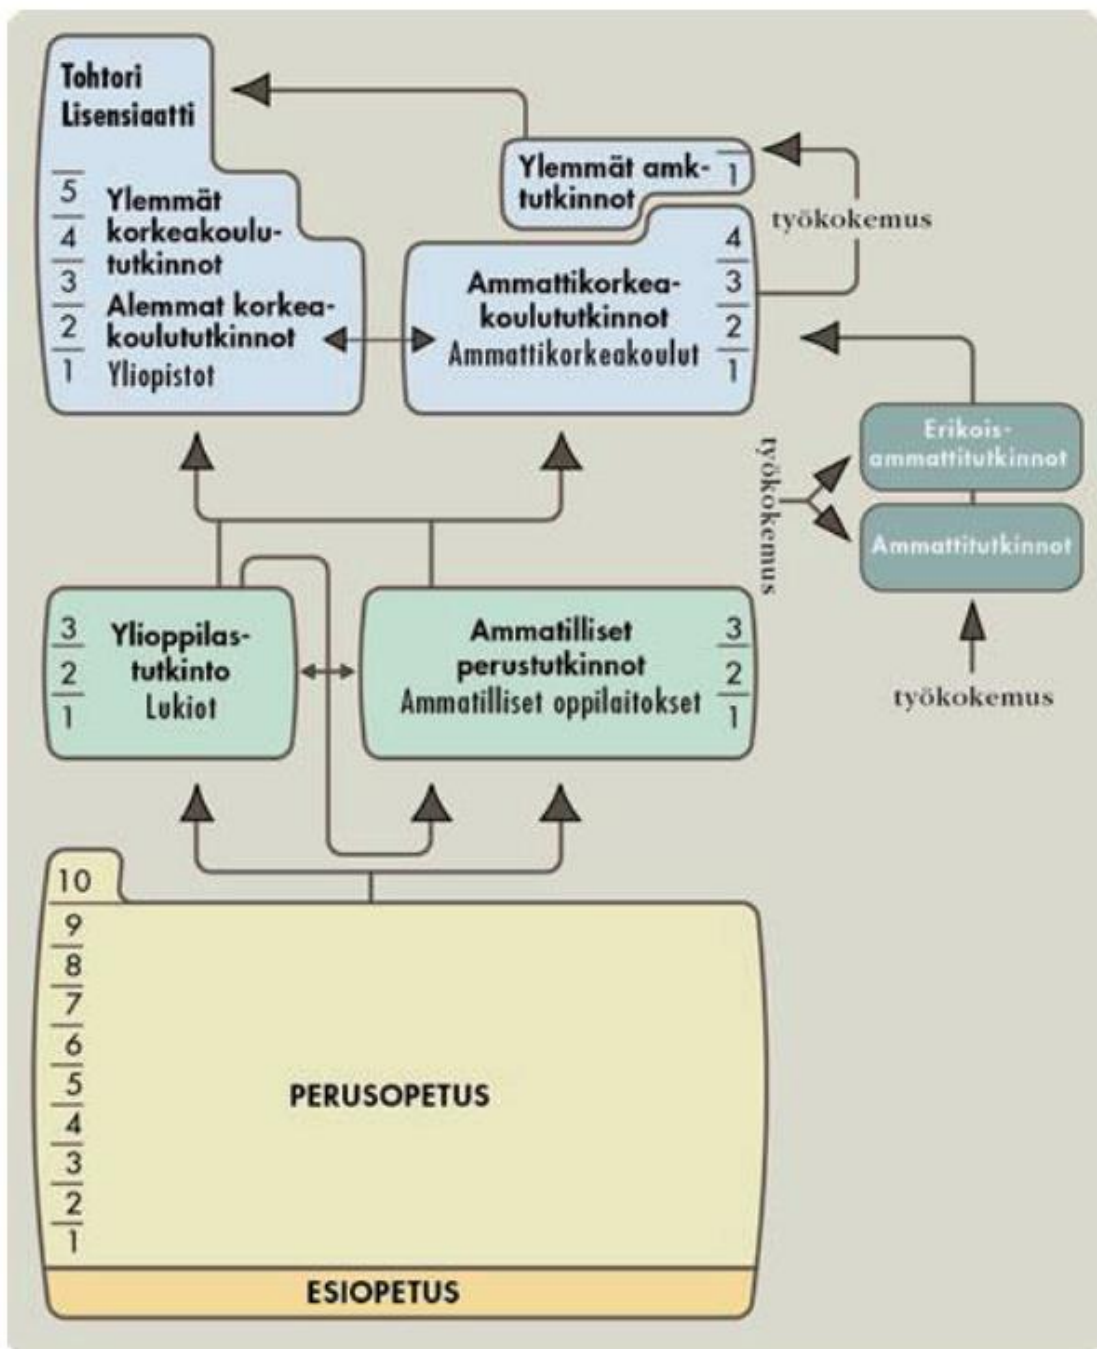 Tohtori
Lisensiaatti
5
4
3
2
1
Ylemmät
korkeakoulu-
tutkinnot
Alemmat korkea-
koulututkinnot
Yliopistot
Ylemmät amk-
tutkinnot
1
työkokemus
Ammattikorkea-
koulututkinnot
Ammattikorkeakoulut
4
3
2
1
Erikois-
ammattitutkinnot
Ammattitutkinnot
työkokemus
työkokemus
3
2
1
Ylioppilas-
tutkinto
Lukiot
Ammatilliset
perustutkinnot
Ammatilliset oppilaitokset
3
2
1
10
9
8
7
6
5
4
3
2
1
PERUSOPETUS
ESIOPETUS